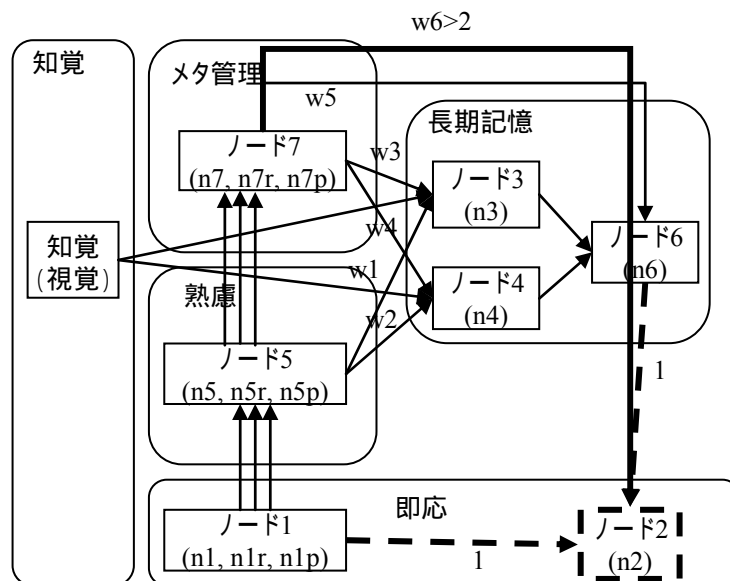 w6>2
知覚
メタ管理
w5
長期記憶
ノード7
(n7, n7r, n7p)
w3
ノード3
(n3)
知覚
(視覚)
w4
ノード6
(n6)
w1
熟慮
ノード4
(n4)
w2
ノード5
(n5, n5r, n5p)
1
即応
ノード1
(n1, n1r, n1p)
1
ノード2
(n2)